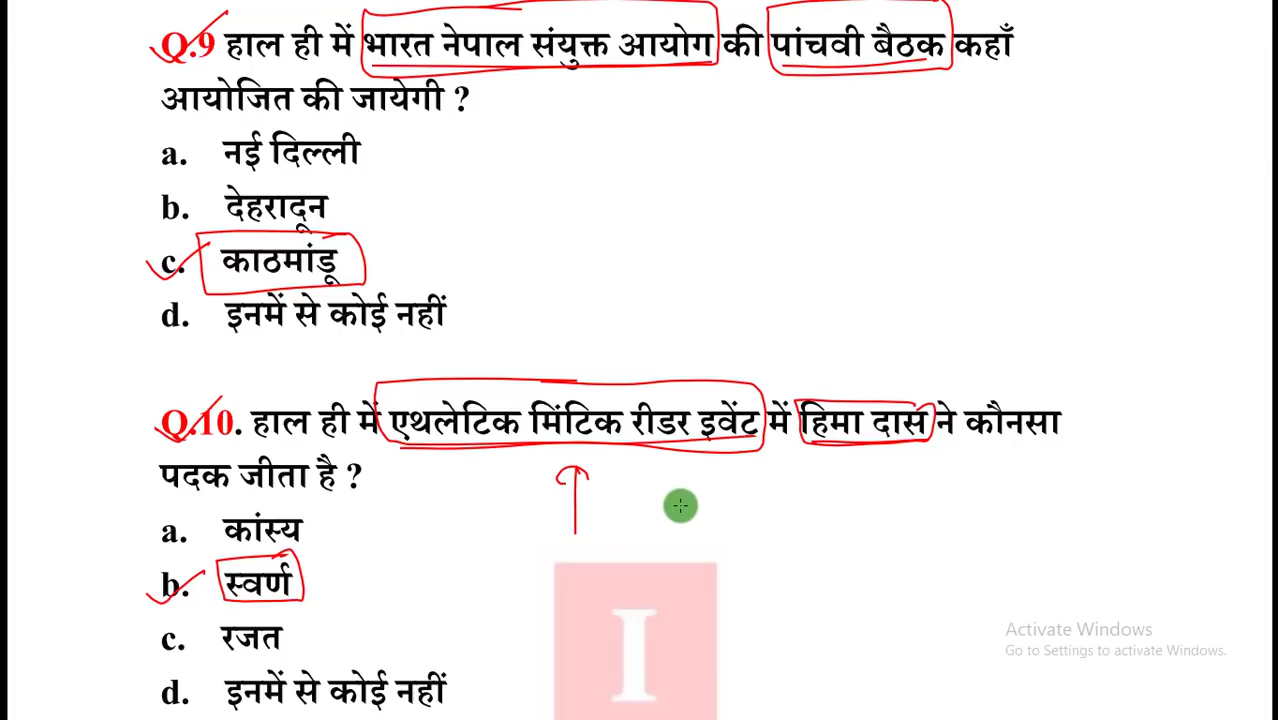 Q.9 हाल ही में भारत नेपाल संयुक्त आयोग की पांचवी बैठक कहाँ
आयोजित की जायेगी ?
a. नई दिल्ली
b. देहरादून
c. काठमांडू
d. इनमें से कोई नहीं
Q.10. हाल ही में एथलेटिक मिंटिक रीडर इवेंट में हिमा दास ने कौनसा
पदक जीता है ?
a. कांस्य
b. स्वर्ण
c. रजत
d. इनमें से कोई नहीं
I
Activate Windows
Go to Settings to activate Windows.